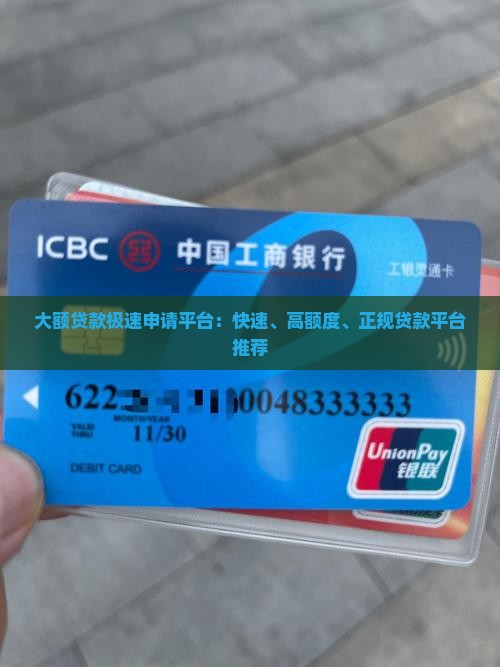 ICBC 中国工商银行
工银灵通卡
大额贷款极速申请平台：快速、高额度、正规贷款平台
推荐
622
0048333333
MONTH/YEAR
VALID
THRU
11/30
DEBIT CARD
UnionPay
银联